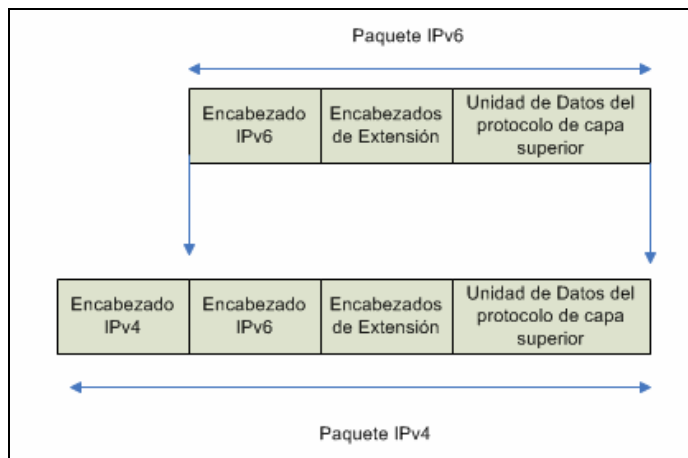 Paquete IPv6
Encabezado
IPv6
Encabezados
de Extensión
Unidad de Datos del
protocolo de capa
superior
Encabezado
IPv4
Encabezado
IPv6
Encabezados
de Extensión
Unidad de Datos del
protocolo de capa
superior
Paquete IPv4